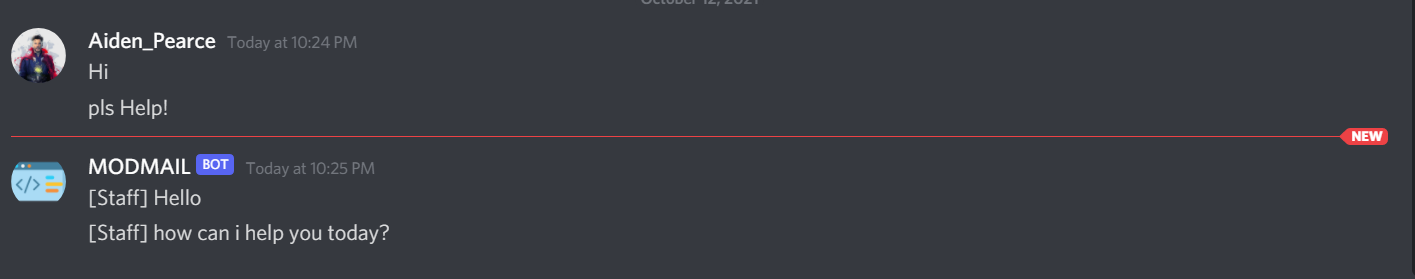 October 12, 2021
Aiden_Pearce Today at 10:24 PM
Hi
pls Help!
NEW
MODMAIL BOT Today at 10:25 PM
</>
[Staff] Hello
[Staff] how can i help you today?